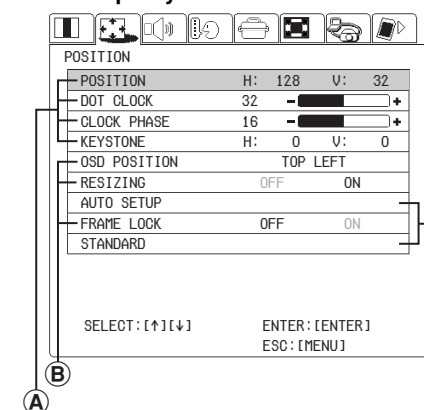 POSITION
POSITION H: 128 V: 32
DOT CLOCK 32 - +
CLOCK PHASE 16 - +
KEYSTONE H: 0 V: 0
OSD POSITION TOP LEFT
RESIZING OFF ON
AUTO SETUP
FRAME LOCK OFF ON
STANDARD
SELECT:[↑][↓] ENTER:[ENTER]
ESC:[MENU]
B
A